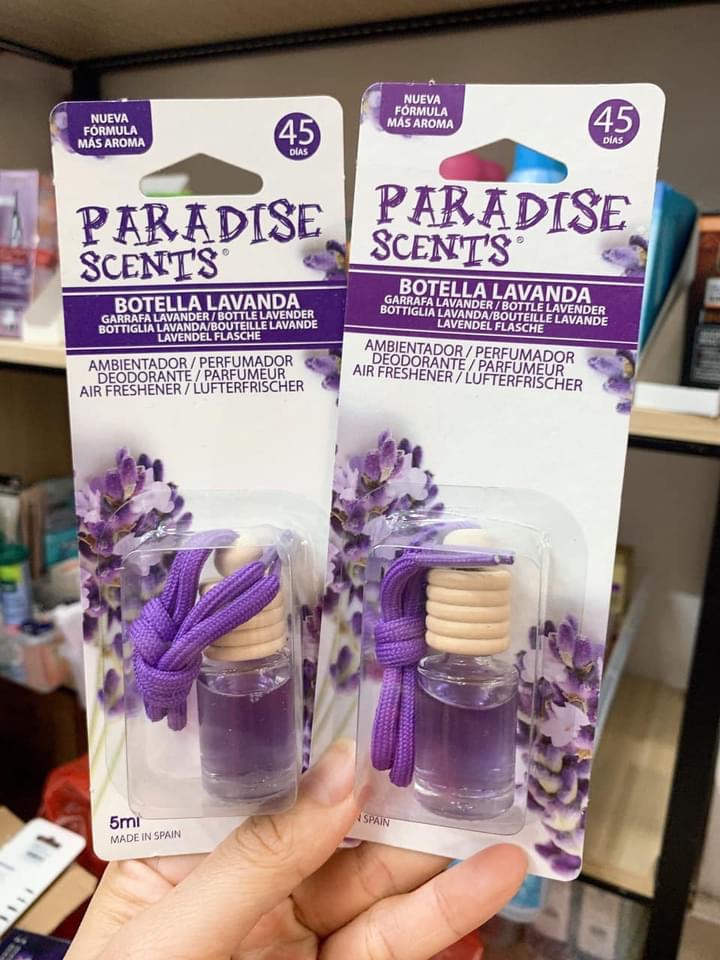 NUEVA
FÓRMULA
MÁS AROMA
45
DÍAS
PARADISE
SCENTS®
BOTELLA LAVANDA
GARRAFA LAVANDER / BOTTLE LAVENDER
BOTTIGLIA LAVANDA/BOUTEILLE LAVANDE
LAVENDEL FLASCHE
AMBIENTADOR / PERFUMADOR
DEODORANTE / PARFUMEUR
AIR FRESHENER / LUFTERFRISCHER
5ml
MADE IN SPAIN
NUEVA
FÓRMULA
MÁS AROMA
45
DÍAS
PARADISE
SCENTS®
BOTELLA LAVANDA
GARRAFA LAVANDER / BOTTLE LAVENDER
BOTTIGLIA LAVANDA/BOUTEILLE LAVANDE
LAVENDEL FLASCHE
AMBIENTADOR / PERFUMADOR
DEODORANTE / PARFUMEUR
AIR FRESHENER / LUFTERFRISCHER
N SPAIN